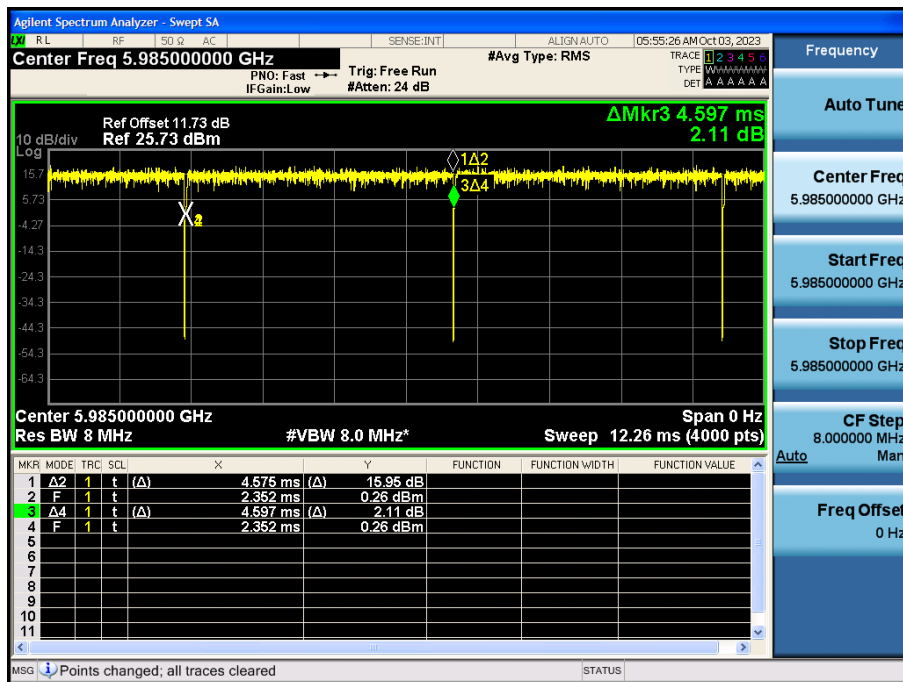 Agilent Spectrum Analyzer - Swept SA
LXI RL RF 50 Ω AC SENSE:INT ALIGN AUTO 05:55:26 AM Oct 03, 2023
Center Freq 5.985000000 GHz #Avg Type: RMS TRACE 1 2 3 4 5 6
PNO: Fast Trig: Free Run TYPE
IFGain:Low #Atten: 24 dB DET A A A A A A
Frequency
ΔMkr3 4.597 ms
2.11 dB
Ref Offset 11.73 dB
10 dB/div Ref 25.73 dBm
Log
15.7
5.73
-4.27
-14.3
-24.3
-34.3
-44.3
-54.3
-64.3
1Δ2
3Δ4
Center 5.985000000 GHz Span 0 Hz
Res BW 8 MHz #VBW 8.0 MHz* Sweep 12.26 ms (4000 pts)
MKR MODE TRC SCL X Y FUNCTION FUNCTION WIDTH FUNCTION VALUE
1 Δ2 1 t (Δ) 4.575 ms (Δ) 15.95 dB
2 F 1 t 2.352 ms 0.26 dBm
3 Δ4 1 t (Δ) 4.597 ms (Δ) 2.11 dB
4 F 1 t 2.352 ms 0.26 dBm
5
6
7
8
9
10
11
MSG Points changed; all traces cleared STATUS
Auto Tune
Center Freq
5.985000000 GHz
Start Freq
5.985000000 GHz
Stop Freq
5.985000000 GHz
CF Step
8.000000 MHz
Auto Man
Freq Offset
0 Hz